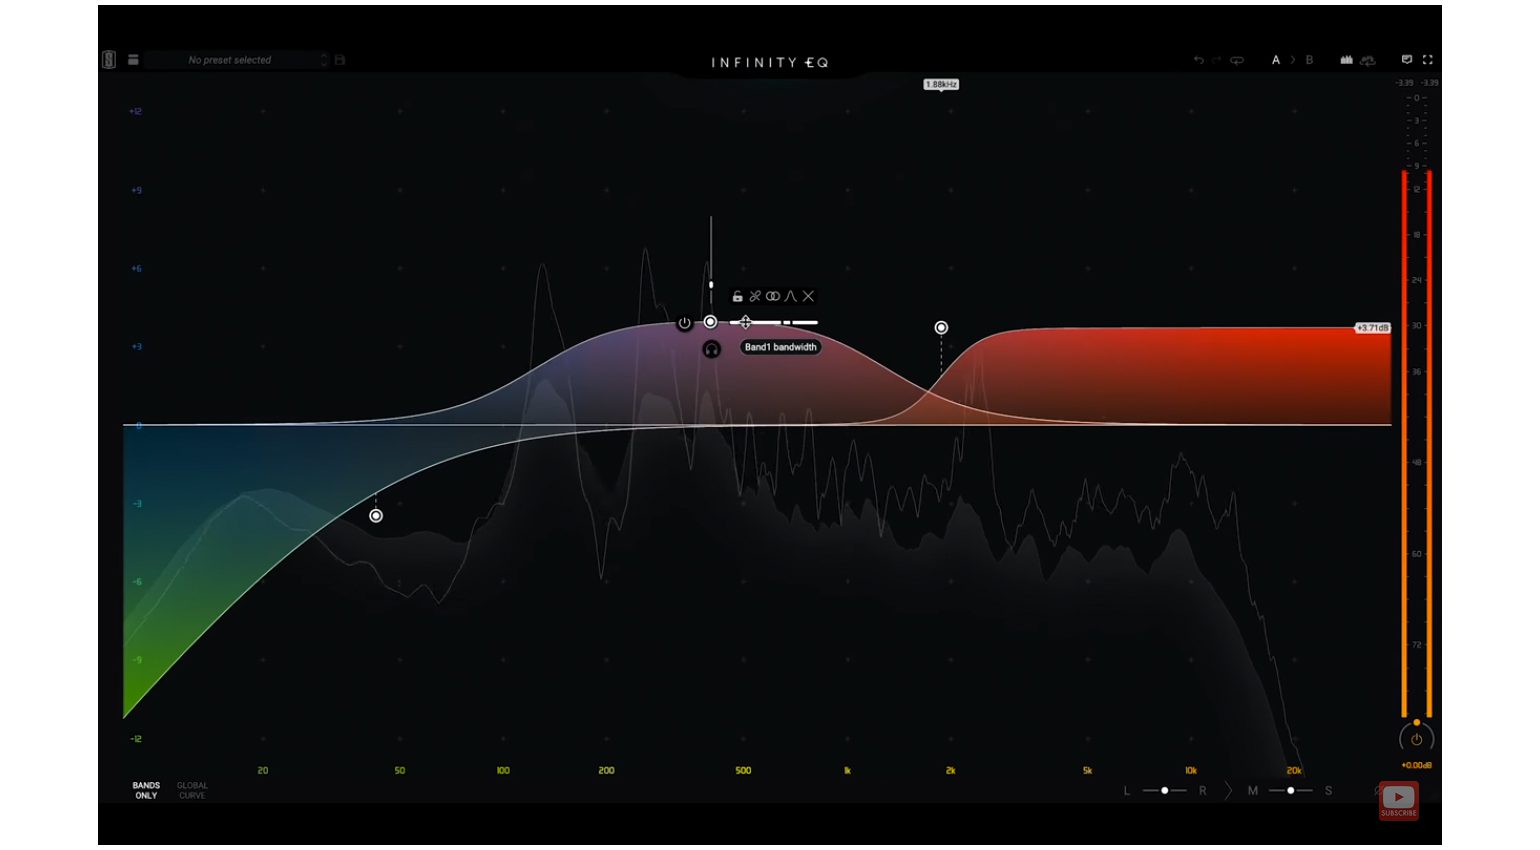 No preset selected
INFINITY EQ
A
B
1.88kHz
-3.39 -3.39
+12
+9
+6
+3
0
-3
-6
-9
-12
Band1 bandwidth
+3.71dB
0
3
6
9
12
18
24
30
36
48
60
72
20
50
100
200
500
1k
2k
5k
10k
20k
+0.00dB
BANDS ONLY
GLOBAL CURVE
L R M S
SUBSCRIBE